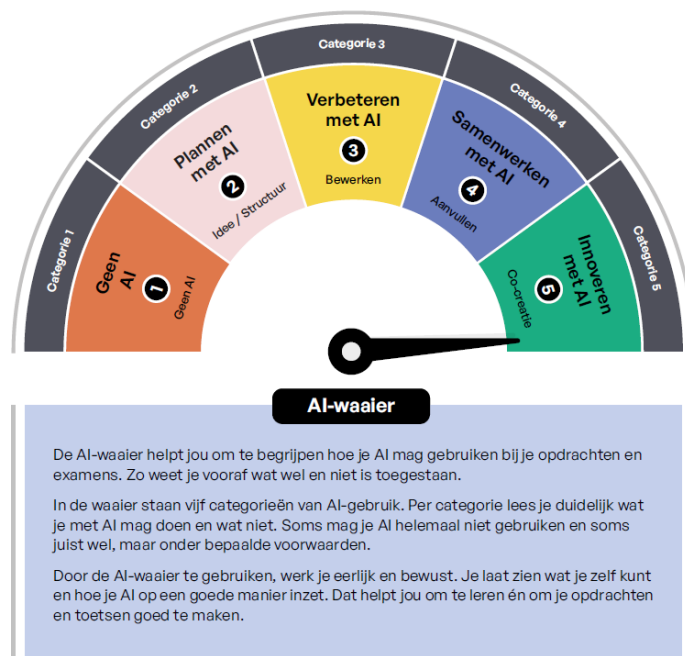 Categorie 1
Categorie 2
Categorie 3
Categorie 4
Categorie 5
Geen
AI
1
Geen AI
Plannen
met AI
2
Idee / Structuur
Verbeteren
met AI
3
Bewerken
Samenwerken
met AI
4
Aanvullen
Innoveren
met AI
5
Co-creatie
AI-waaier
De AI-waaier helpt jou om te begrijpen hoe je AI mag gebruiken bij je opdrachten en
examens. Zo weet je vooraf wat wel en niet is toegestaan.
In de waaier staan vijf categorieën van AI-gebruik. Per categorie lees je duidelijk wat
je met AI mag doen en wat niet. Soms mag je AI helemaal niet gebruiken en soms
juist wel, maar onder bepaalde voorwaarden.
Door de AI-waaier te gebruiken, werk je eerlijk en bewust. Je laat zien wat je zelf kunt
en hoe je AI op een goede manier inzet. Dat helpt jou om te leren én om je opdrachten
en toetsen goed te maken.